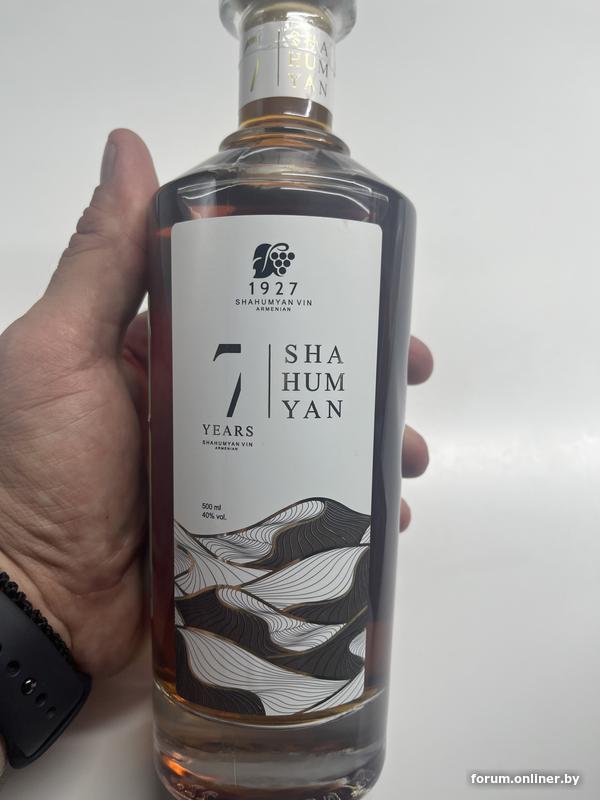 7
SHA
HUM
YAN
1927
SHAHUMYAN VIN
ARMENIAN
7
YEARS
SHAHUMYAN VIN
ARMENIAN
SHA
HUM
YAN
500 ml
40% vol.
forum.onliner.by